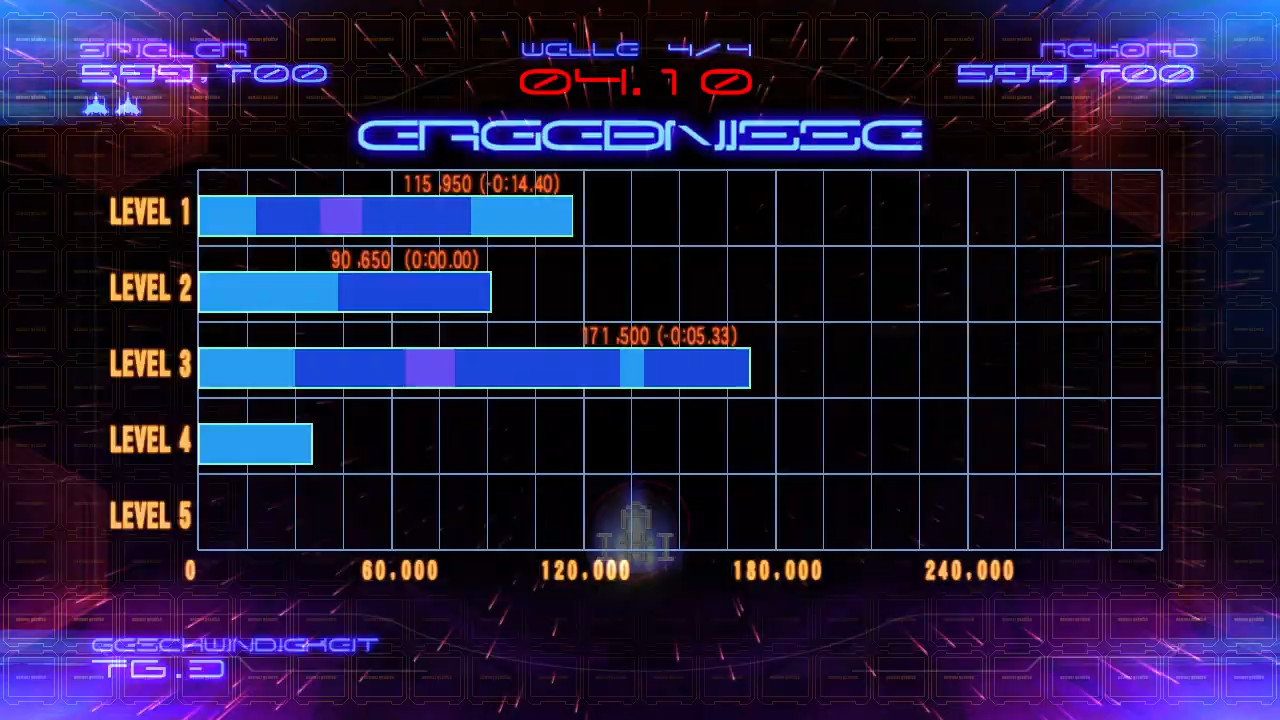 SPIELER
599,700
WELLE 4/4
04.10
REKORD
599,700
ERGEBNISSE
115,950 (-0:14.40)
LEVEL 1
90,650 (0:00.00)
LEVEL 2
171,500 (-0:05.33)
LEVEL 3
LEVEL 4
LEVEL 5
0 60,000 120,000 180,000 240,000
GESCHWINDIGKEIT
76.3